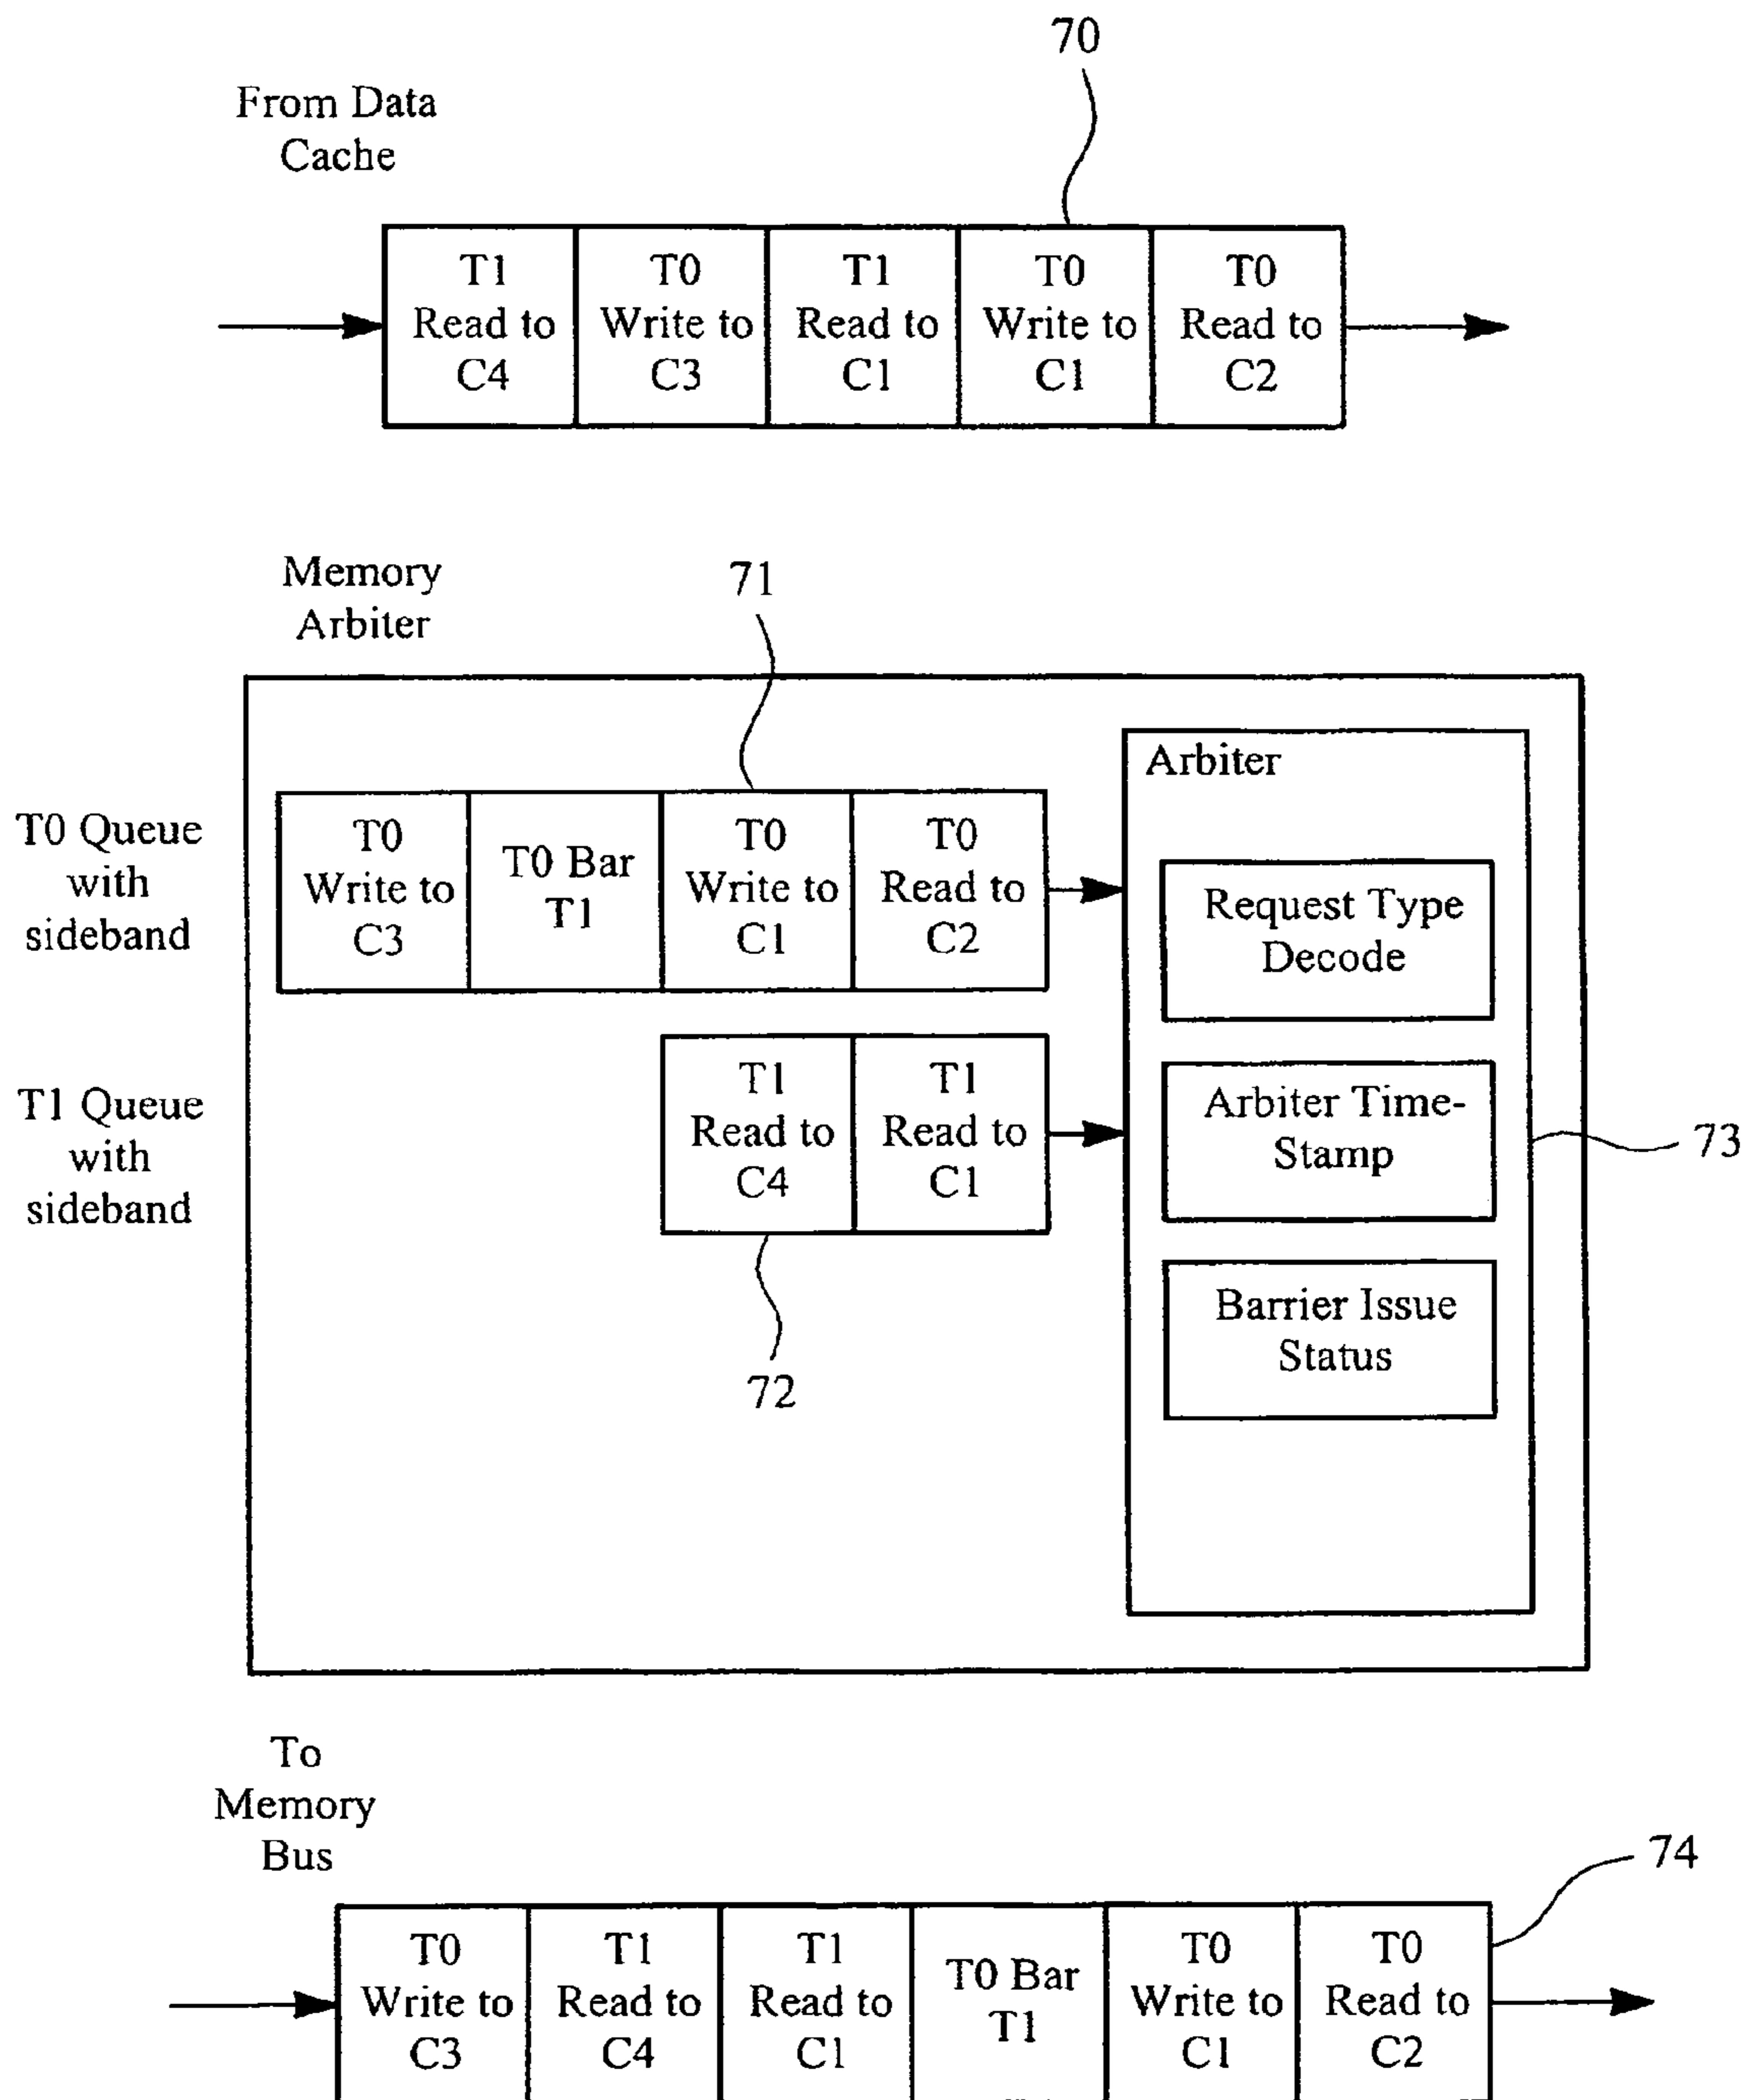 70
From Data
Cache
T1
Read to
C4
T0
Write to
C3
T1
Read to
C1
T0
Write to
C1
T0
Read to
C2
Memory
Arbiter
71
T0 Queue
with
sideband
T0
Write to
C3
T0 Bar
T1
T0
Write to
C1
T0
Read to
C2
T1 Queue
with
sideband
T1
Read to
C4
T1
Read to
C1
72
Arbiter
Request Type
Decode
Arbiter Time-
Stamp
Barrier Issue
Status
73
To
Memory
Bus
74
T0
Write to
C3
T1
Read to
C4
T1
Read to
C1
T0 Bar
T1
T0
Write to
C1
T0
Read to
C2